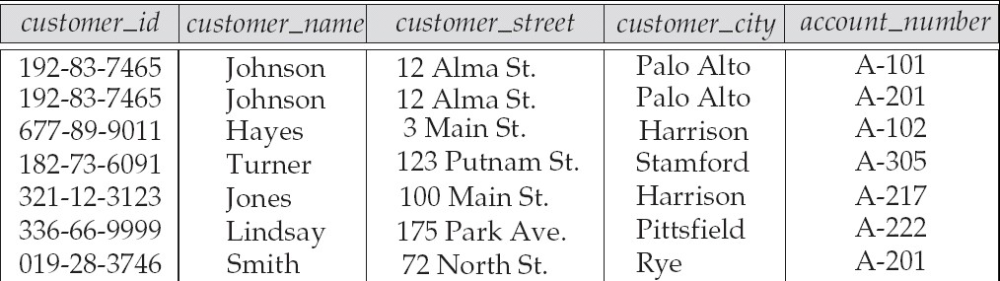 customer_id customer_name customer_street customer_city account_number
192-83-7465 Johnson 12 Alma St. Palo Alto A-101
192-83-7465 Johnson 12 Alma St. Palo Alto A-201
677-89-9011 Hayes 3 Main St. Harrison A-102
182-73-6091 Turner 123 Putnam St. Stamford A-305
321-12-3123 Jones 100 Main St. Harrison A-217
336-66-9999 Lindsay 175 Park Ave. Pittsfield A-222
019-28-3746 Smith 72 North St. Rye A-201